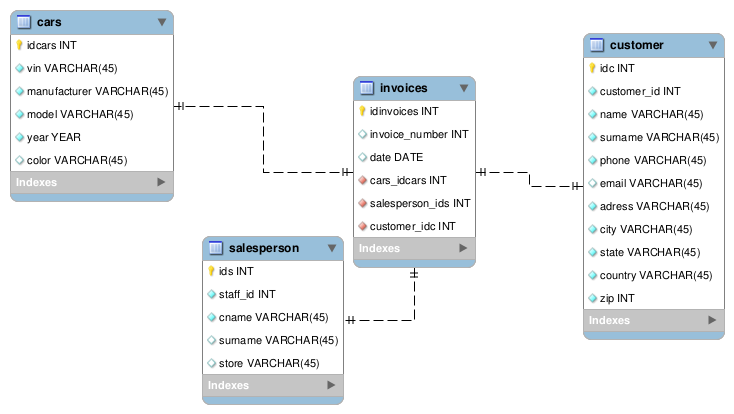 cars
idcars INT
vin VARCHAR(45)
manufacturer VARCHAR(45)
model VARCHAR(45)
year YEAR
color VARCHAR(45)
Indexes
invoices
idinvoices INT
invoice_number INT
date DATE
cars_idcars INT
salesperson_ids INT
customer_idc INT
Indexes
salesperson
ids INT
staff_id INT
cname VARCHAR(45)
surname VARCHAR(45)
store VARCHAR(45)
Indexes
customer
idc INT
customer_id INT
name VARCHAR(45)
surname VARCHAR(45)
phone VARCHAR(45)
email VARCHAR(45)
adress VARCHAR(45)
city VARCHAR(45)
state VARCHAR(45)
country VARCHAR(45)
zip INT
Indexes